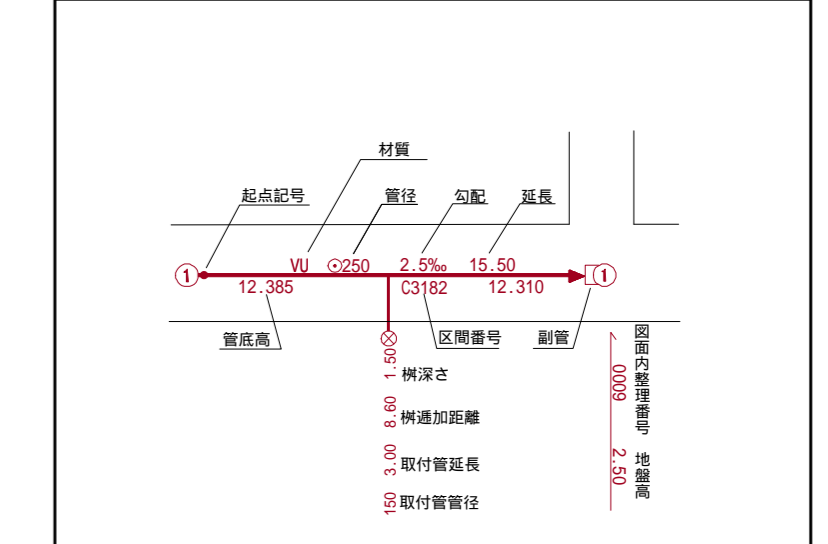 材質
起点記号 管径 勾配 延長
VU ⊙250 2.5‰ 15.50
① ①
12.385 C3182 12.310
管底高 区間番号 副管
1.50 桝深さ
8.60 桝逓加距離
3.00 取付管延長
150 取付管管径
図面内整理番号 地盤高
0009 2.50